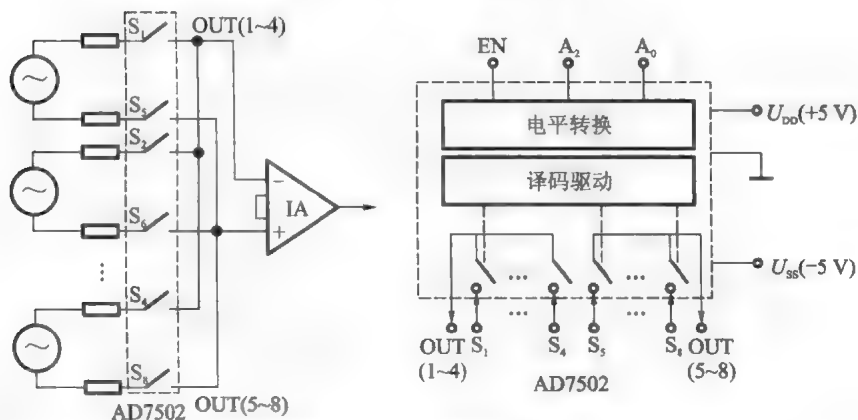 S₁
OUT(1~4)
S₅
S₂
S₆
⋮
S₄
S₈
AD7502
OUT(5~8)
−
IA
+
EN
A₂
A₀
电平转换
译码驱动
U_DD(+5 V)
U_SS(−5 V)
… …
… …
OUT
(1~4)
S₁
S₄
S₅
S₈
OUT
(5~8)
AD7502